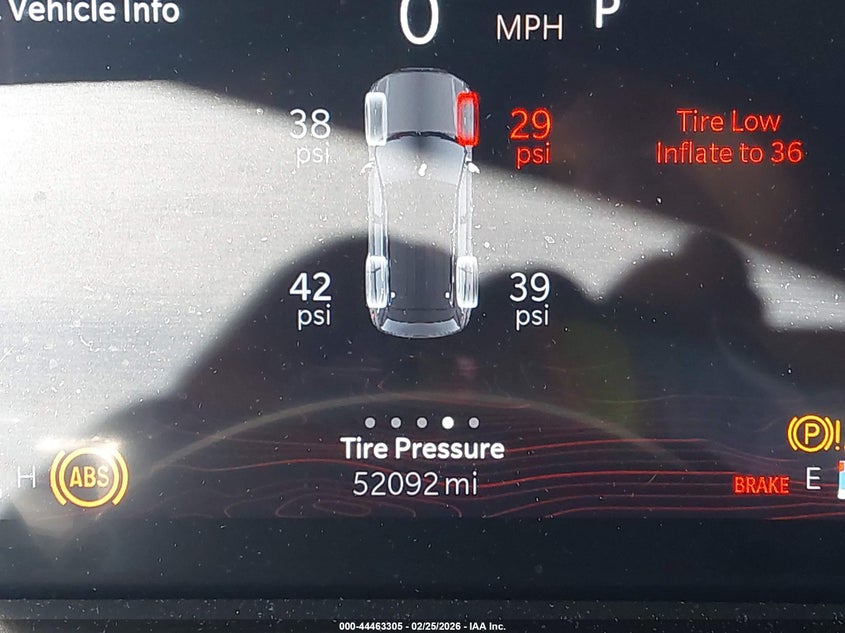 Vehicle Info
0 MPH P
38 psi
29 psi
Tire Low
Inflate to 36
42 psi
39 psi
Tire Pressure
52092 mi
H
ABS
P !
BRAKE
E
000-44463305 - 02/25/2026 - IAA Inc.